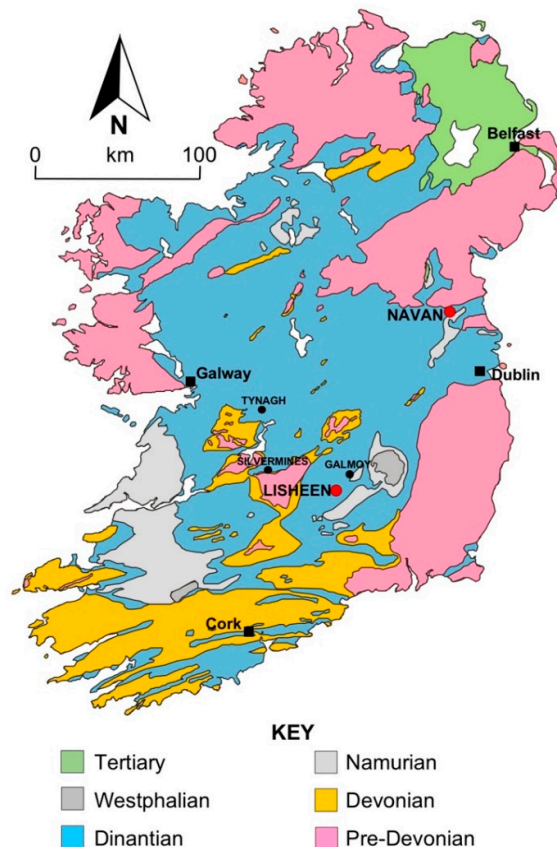 N
0 km 100
Belfast
NAVAN
Galway
Dublin
TYNAGH
SILVERMINES
GALMOY
LISHEEN
Cork
KEY
Tertiary
Namurian
Westphalian
Devonian
Dinantian
Pre-Devonian